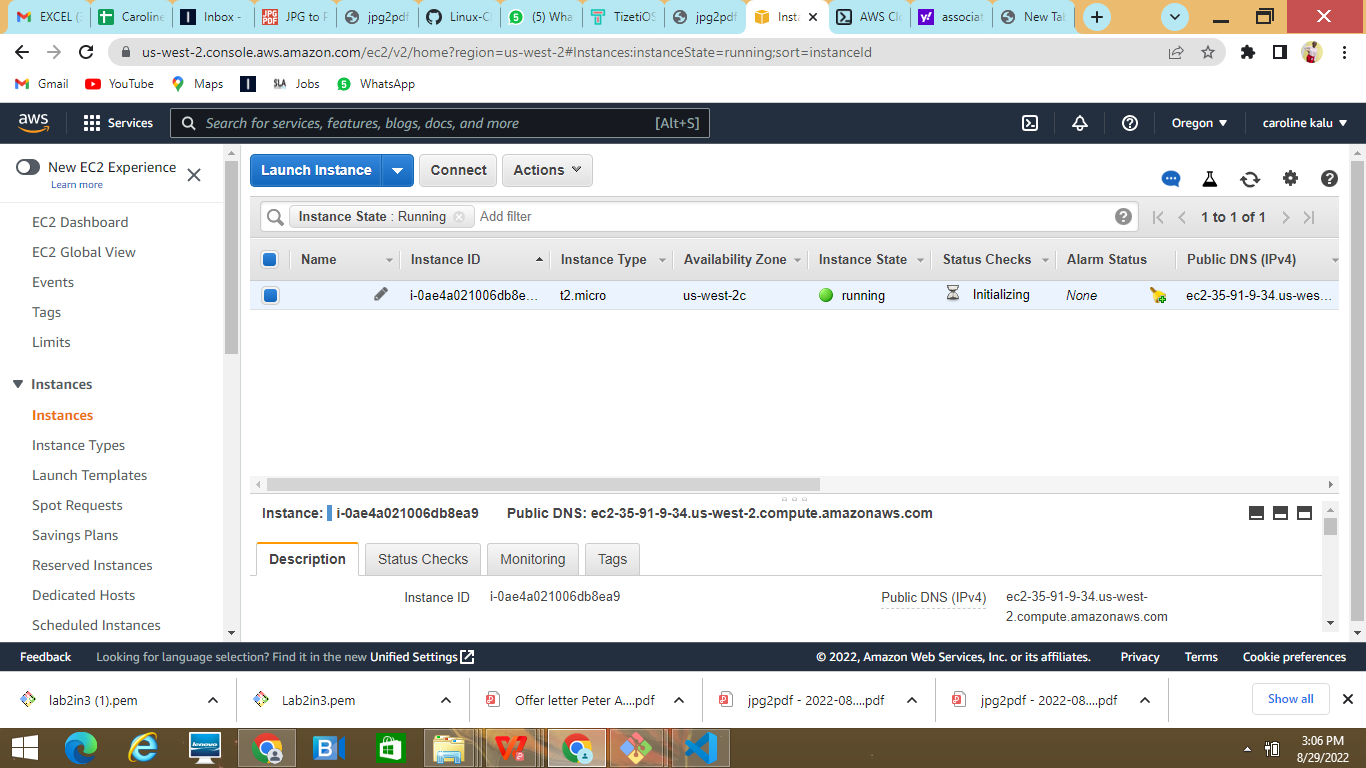 EXCEL (2
Caroline
Inbox -
JPG to P
jpg2pdf
Linux-Cl
(5) Wha
TizetiOS
jpg2pdf
Insta
AWS Clo
associat
New Tab
us-west-2.console.aws.amazon.com/ec2/v2/home?region=us-west-2#Instances:instanceState=running;sort=instanceId
Gmail YouTube Maps SLA Jobs 5 WhatsApp
aws Services Search for services, features, blogs, docs, and more [Alt+S] Oregon caroline kalu
New EC2 Experience
Learn more
EC2 Dashboard
EC2 Global View
Events
Tags
Limits
Instances
Instances
Instance Types
Launch Templates
Spot Requests
Savings Plans
Reserved Instances
Dedicated Hosts
Scheduled Instances
Launch Instance Connect Actions
Instance State : Running Add filter 1 to 1 of 1
Name Instance ID Instance Type Availability Zone Instance State Status Checks Alarm Status Public DNS (IPv4)
i-0ae4a021006db8e... t2.micro us-west-2c running Initializing None ec2-35-91-9-34.us-wes...
Instance: i-0ae4a021006db8ea9 Public DNS: ec2-35-91-9-34.us-west-2.compute.amazonaws.com
Description Status Checks Monitoring Tags
Instance ID i-0ae4a021006db8ea9 Public DNS (IPv4) ec2-35-91-9-34.us-west-
2.compute.amazonaws.com
Feedback Looking for language selection? Find it in the new Unified Settings © 2022, Amazon Web Services, Inc. or its affiliates. Privacy Terms Cookie preferences
lab2in3 (1).pem Lab2in3.pem Offer letter Peter A....pdf jpg2pdf - 2022-08....pdf jpg2pdf - 2022-08....pdf Show all
lenovo
3:06 PM
8/29/2022